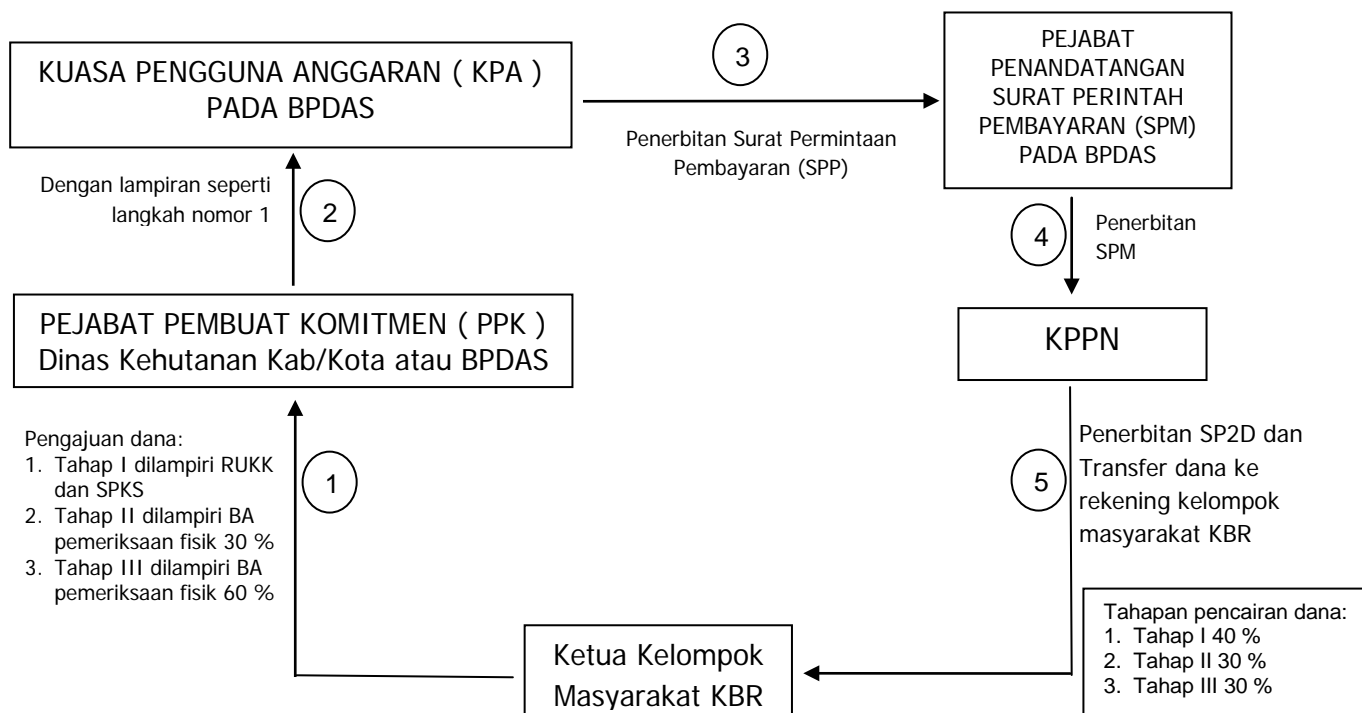 KUASA PENGGUNA ANGGARAN ( KPA )
PADA BPDAS
3
Penerbitan Surat Permintaan
Pembayaran (SPP)
PEJABAT
PENANDATANGAN
SURAT PERINTAH
PEMBAYARAN (SPM)
PADA BPDAS
Dengan lampiran seperti
langkah nomor 1
2
4
Penerbitan
SPM
PEJABAT PEMBUAT KOMITMEN ( PPK )
Dinas Kehutanan Kab/Kota atau BPDAS
KPPN
Pengajuan dana:
1. Tahap I dilampiri RUKK
dan SPKS
2. Tahap II dilampiri BA
pemeriksaan fisik 30 %
3. Tahap III dilampiri BA
pemeriksaan fisik 60 %
1
5
Penerbitan SP2D dan
Transfer dana ke
rekening kelompok
masyarakat KBR
Ketua Kelompok
Masyarakat KBR
Tahapan pencairan dana:
1. Tahap I 40 %
2. Tahap II 30 %
3. Tahap III 30 %